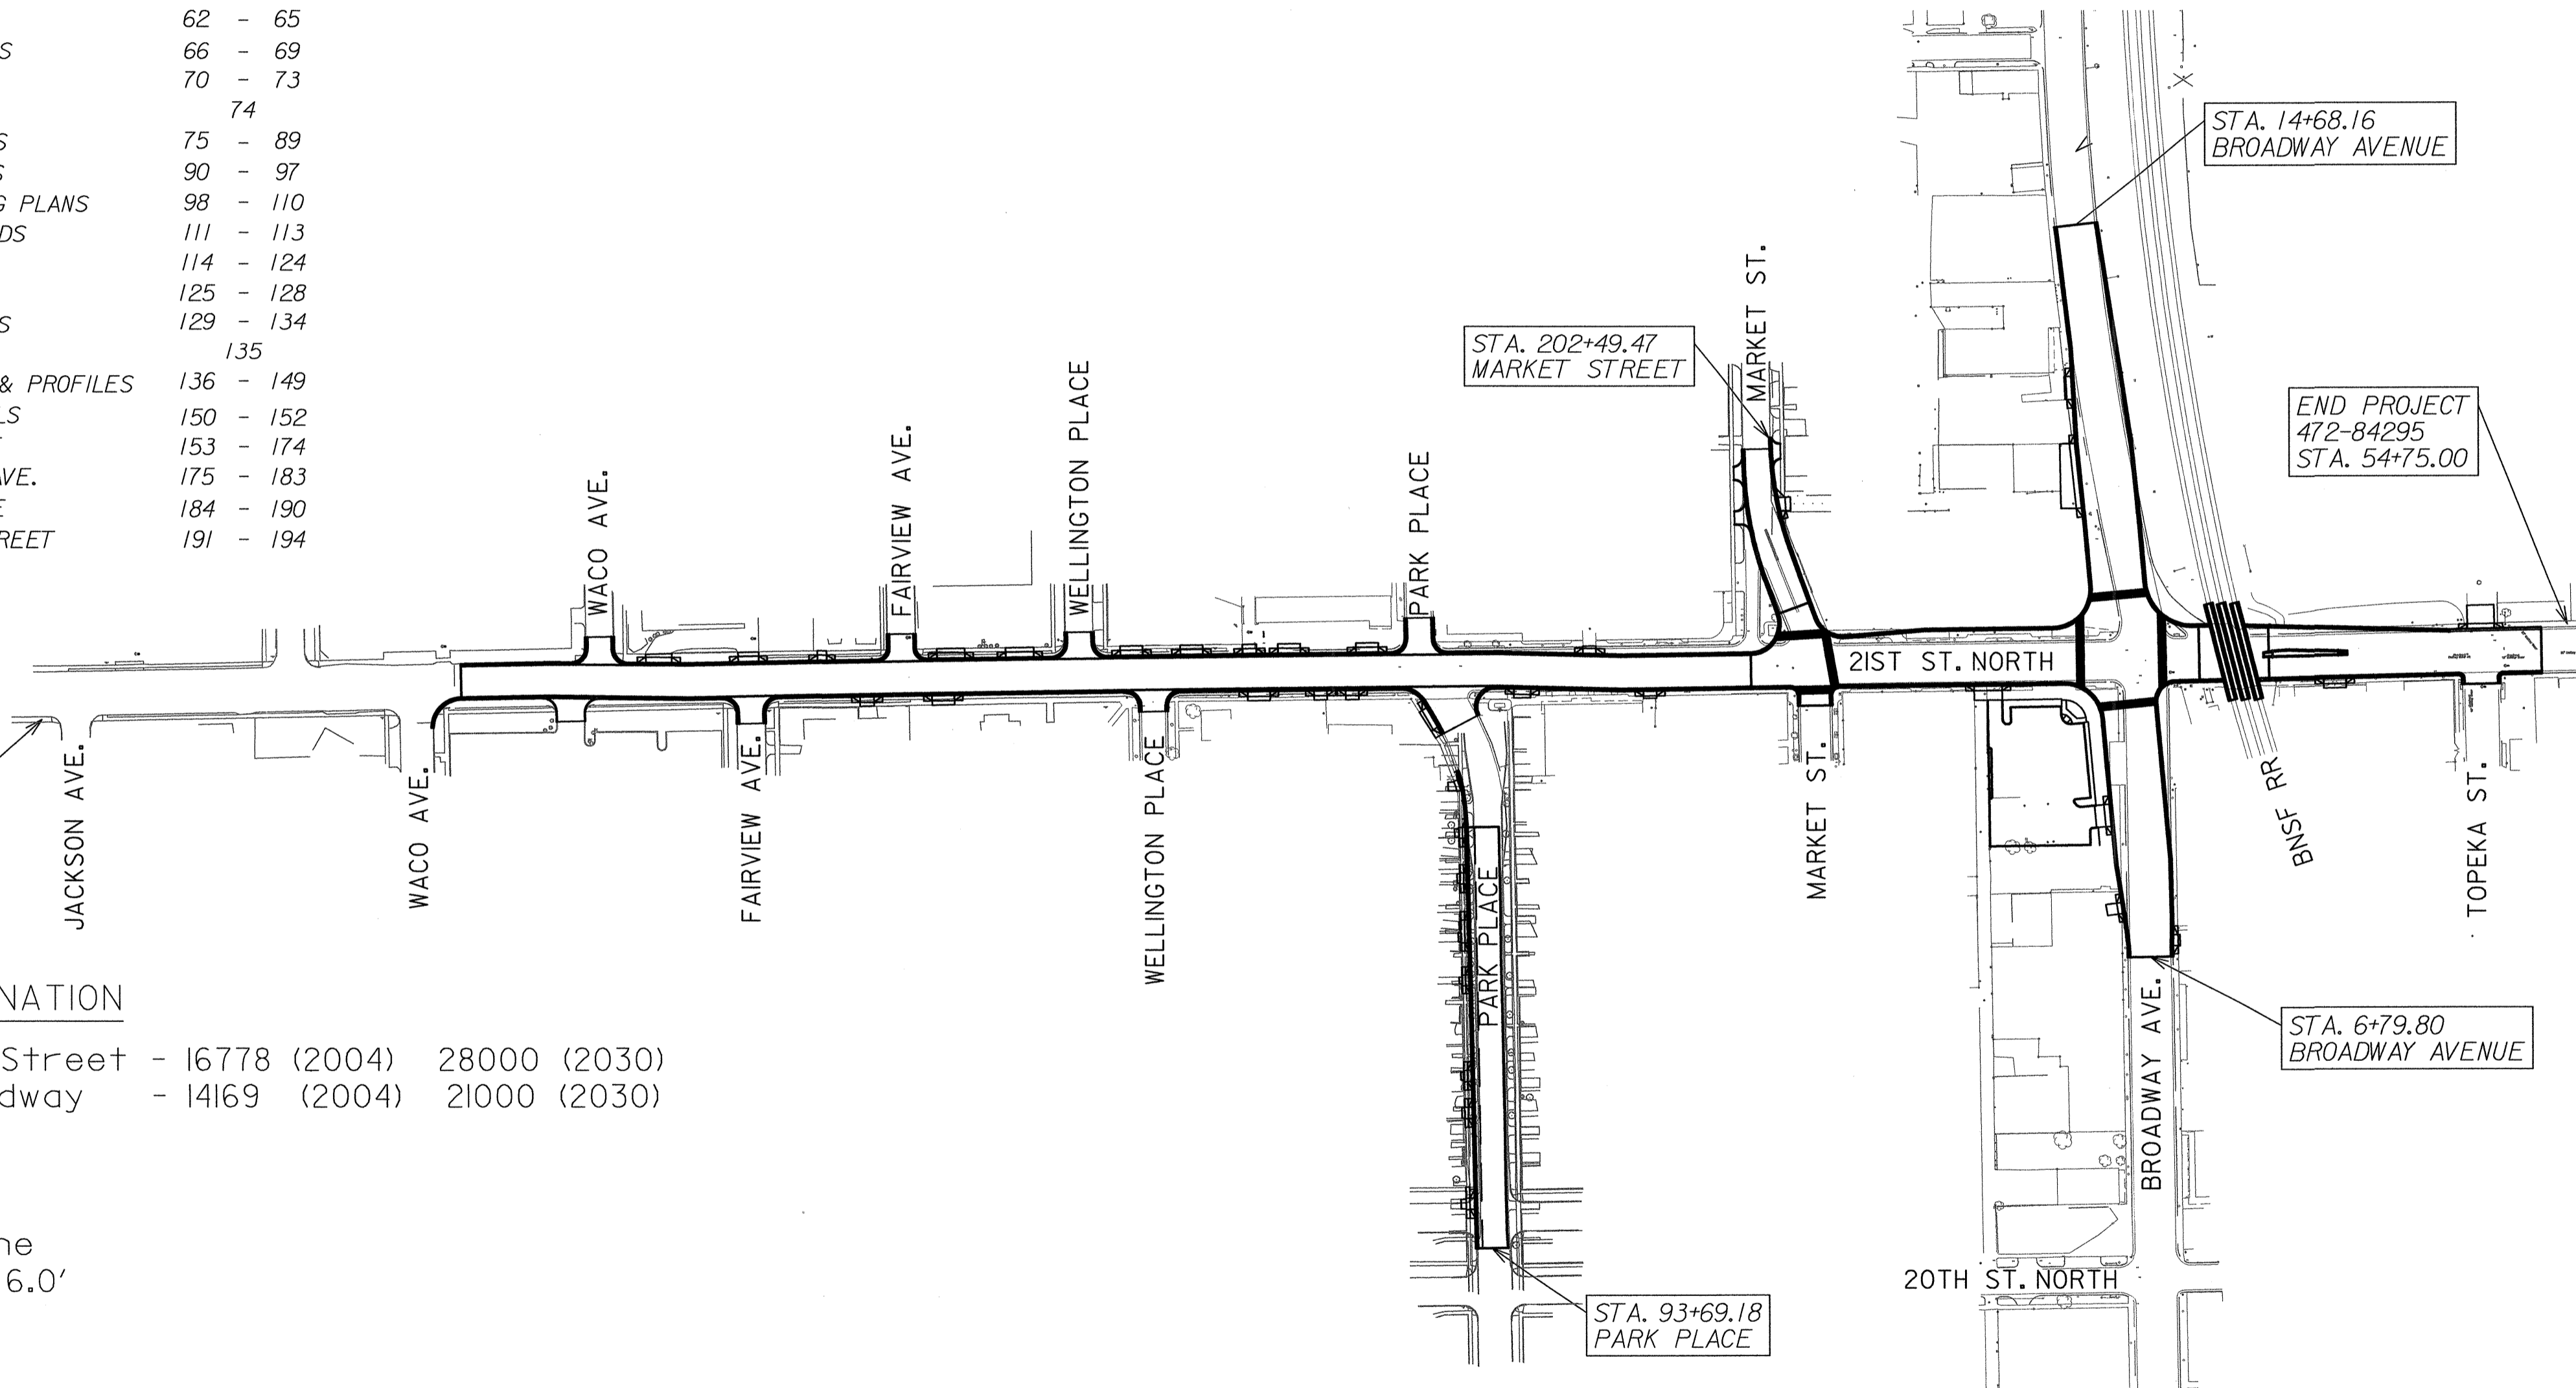 62 - 65
S 66 - 69
70 - 73
74
S 75 - 89
S 90 - 97
G PLANS 98 - 110
DS 111 - 113
114 - 124
125 - 128
S 129 - 134
135
& PROFILES 136 - 149
LS 150 - 152
T 153 - 174
AVE. 175 - 183
E 184 - 190
REET 191 - 194
STA. 14+68.16
BROADWAY AVENUE
STA. 202+49.47
MARKET STREET
MARKET ST.
END PROJECT
472-84295
STA. 54+75.00
WACO AVE.
FAIRVIEW AVE.
WELLINGTON PLACE
PARK PLACE
21ST ST. NORTH
JACKSON AVE.
WACO AVE.
FAIRVIEW AVE.
WELLINGTON PLACE
PARK PLACE
MARKET ST.
BNSF RR
TOPEKA ST.
BROADWAY AVE.
STA. 6+79.80
BROADWAY AVENUE
NATION
Street - 16778 (2004) 28000 (2030)
dway - 14169 (2004) 21000 (2030)
ne
6.0'
20TH ST. NORTH
STA. 93+69.18
PARK PLACE